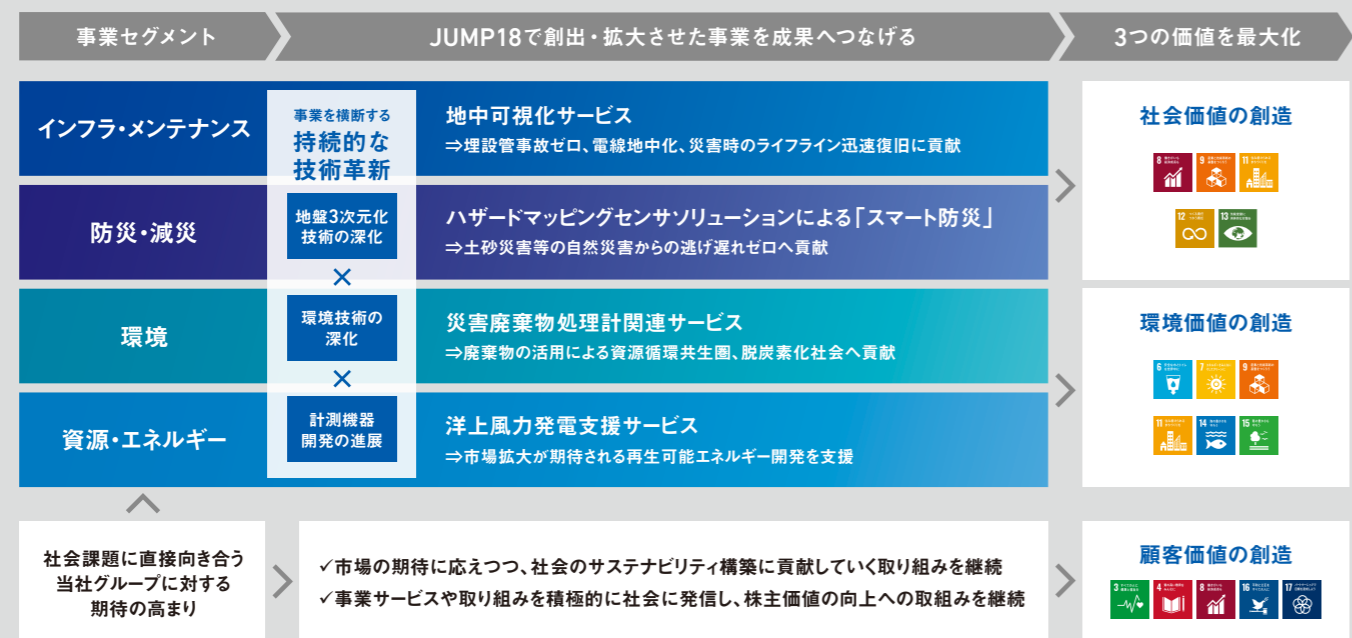 事業セグメント
JUMP18で創出・拡大させた事業を成果へつなげる
3つの価値を最大化
インフラ・メンテナンス
事業を横断する
持続的な
技術革新
地中可視化サービス
⇒埋設管事故ゼロ、電線地中化、災害時のライフライン迅速復旧に貢献
防災・減災
地盤3次元化
技術の深化
ハザードマッピングセンサソリューションによる「スマート防災」
⇒土砂災害等の自然災害からの逃げ遅れゼロへ貢献
×
環境
環境技術の
深化
災害廃棄物処理計関連サービス
⇒廃棄物の活用による資源循環共生圏、脱炭素化社会へ貢献
×
資源・エネルギー
計測機器
開発の進展
洋上風力発電支援サービス
⇒市場拡大が期待される再生可能エネルギー開発を支援
社会価値の創造
8
9
11
12
13
環境価値の創造
6
7
9
11
14
15
社会課題に直接向き合う
当社グループに対する
期待の高まり
✓市場の期待に応えつつ、社会のサステナビリティ構築に貢献していく取り組みを継続
✓事業サービスや取り組みを積極的に社会に発信し、株主価値の向上への取組みを継続
顧客価値の創造
3
4
8
16
17